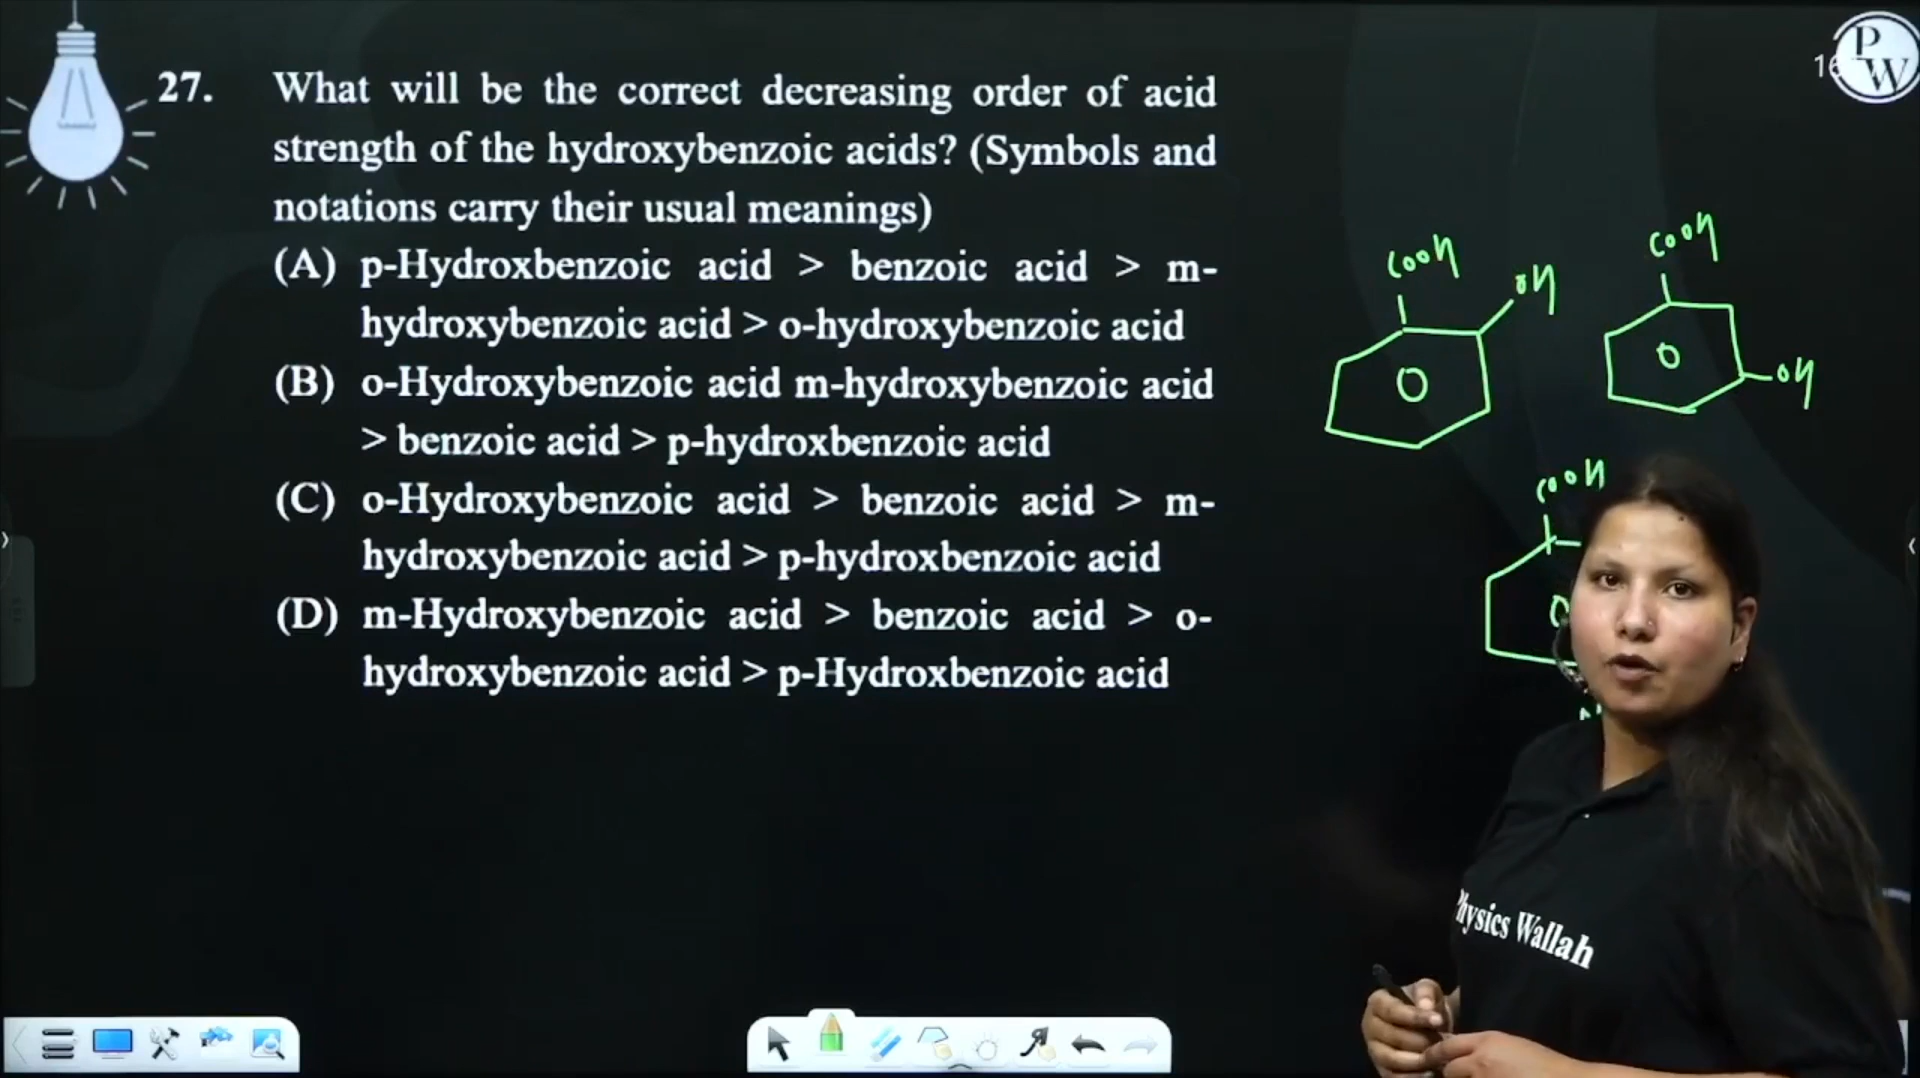 27. What will be the correct decreasing order of acid
strength of the hydroxybenzoic acids? (Symbols and
notations carry their usual meanings)
(A) p-Hydroxbenzoic acid > benzoic acid > m-
hydroxybenzoic acid > o-hydroxybenzoic acid
(B) o-Hydroxybenzoic acid m-hydroxybenzoic acid
> benzoic acid > p-hydroxbenzoic acid
(C) o-Hydroxybenzoic acid > benzoic acid > m-
hydroxybenzoic acid > p-hydroxbenzoic acid
(D) m-Hydroxybenzoic acid > benzoic acid > o-
hydroxybenzoic acid > p-Hydroxbenzoic acid
PW
COOH
OH
COOH
OH
COOH
Physics Wallah